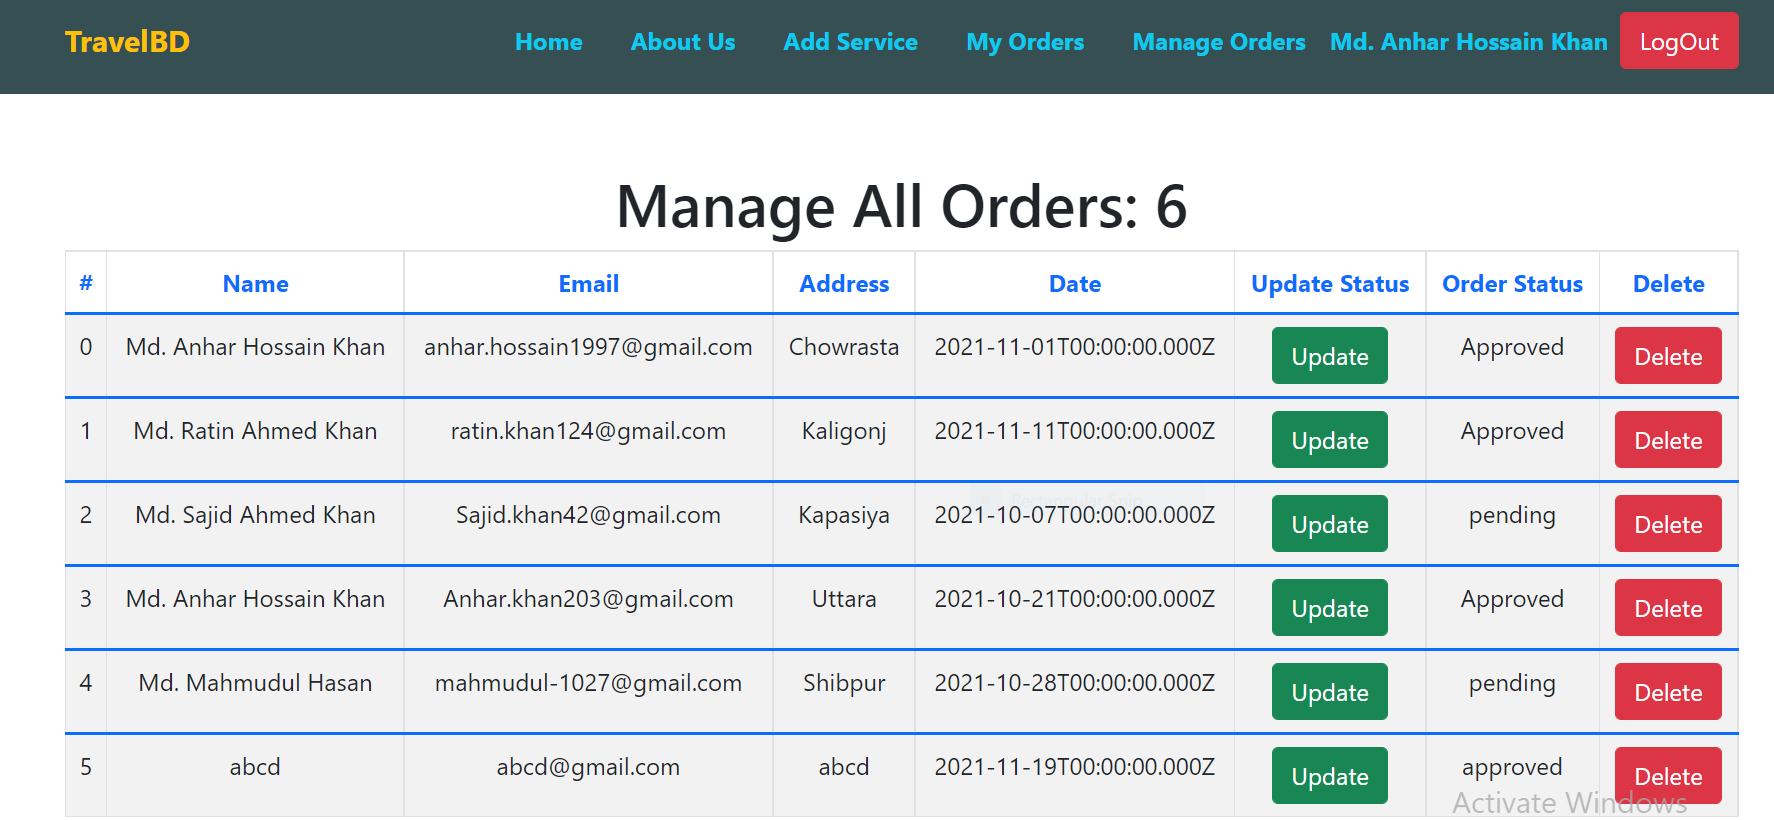 TravelBD Home About Us Add Service My Orders Manage Orders Md. Anhar Hossain Khan LogOut
Manage All Orders: 6
# Name Email Address Date Update Status Order Status Delete
0 Md. Anhar Hossain Khan anhar.hossain1997@gmail.com Chowrasta 2021-11-01T00:00:00.000Z Update Approved Delete
1 Md. Ratin Ahmed Khan ratin.khan124@gmail.com Kaligonj 2021-11-11T00:00:00.000Z Update Approved Delete
Rectangular Snip
2 Md. Sajid Ahmed Khan Sajid.khan42@gmail.com Kapasiya 2021-10-07T00:00:00.000Z Update pending Delete
3 Md. Anhar Hossain Khan Anhar.khan203@gmail.com Uttara 2021-10-21T00:00:00.000Z Update Approved Delete
4 Md. Mahmudul Hasan mahmudul-1027@gmail.com Shibpur 2021-10-28T00:00:00.000Z Update pending Delete
5 abcd abcd@gmail.com abcd 2021-11-19T00:00:00.000Z Update approved Delete
Activate Windows